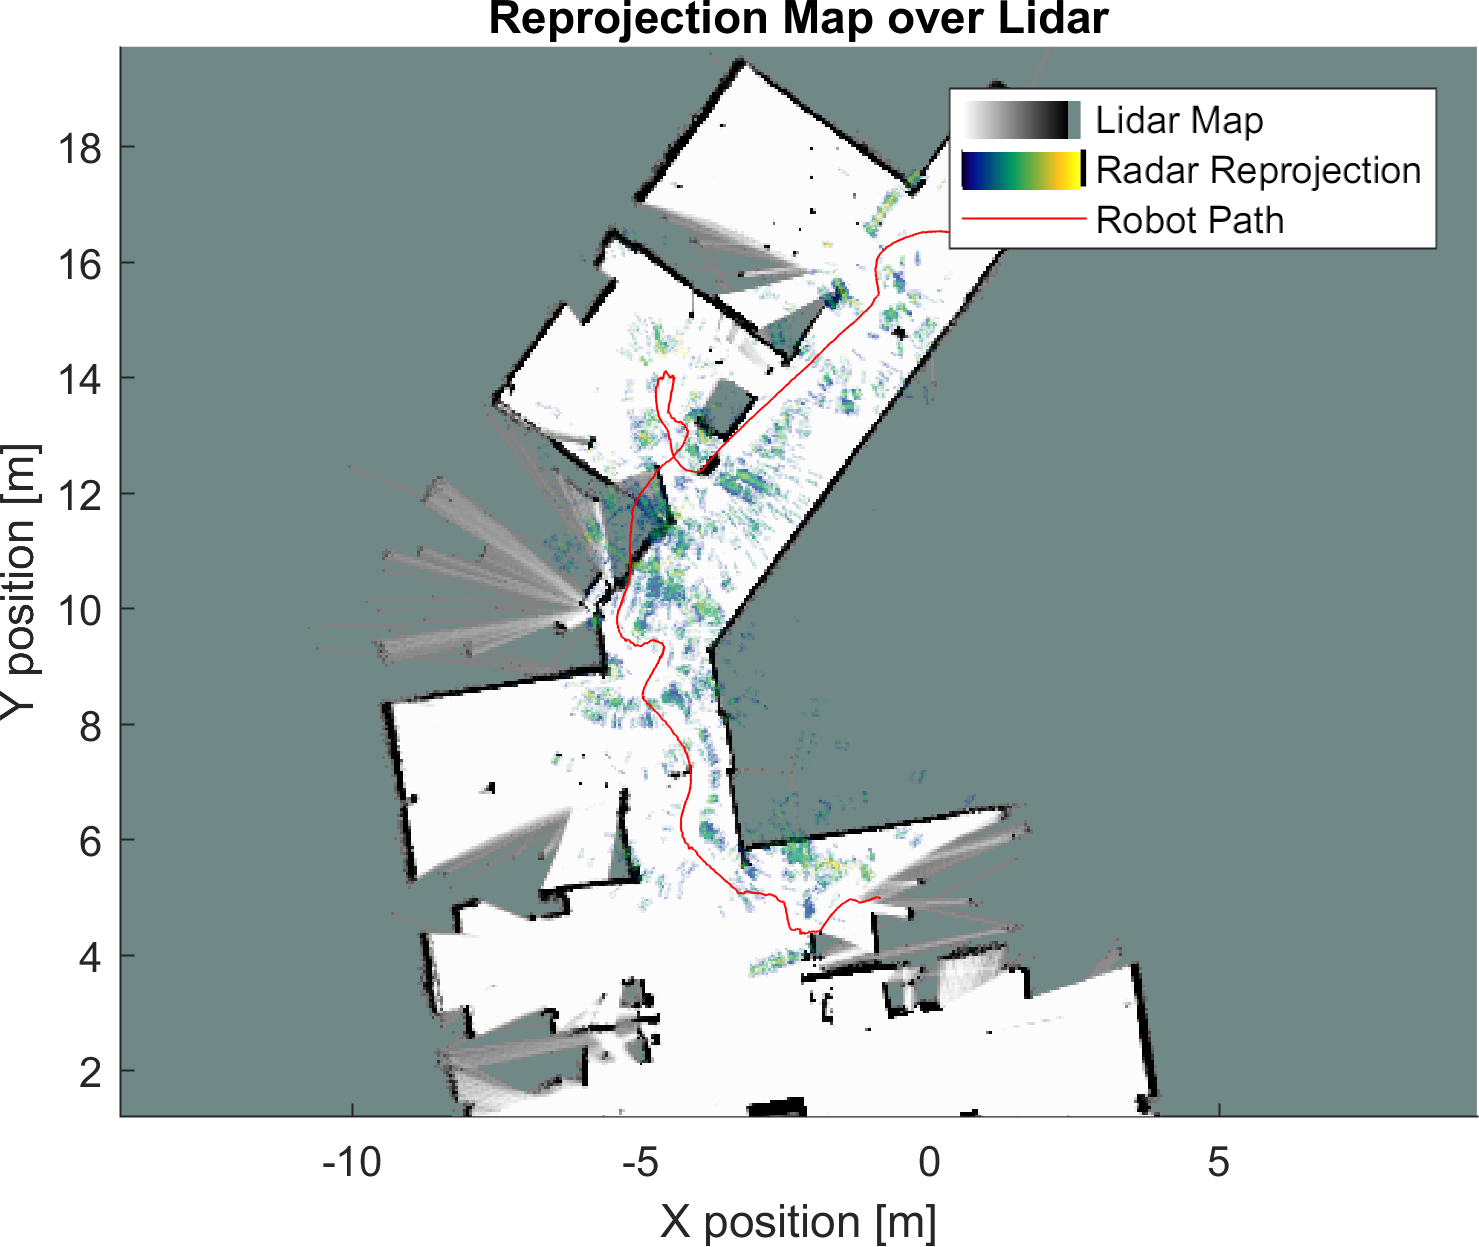 Reprojection Map over Lidar
Lidar Map
Radar Reprojection
Robot Path
18
16
14
12
10
8
6
4
2
Y position [m]
-10
-5
0
5
X position [m]